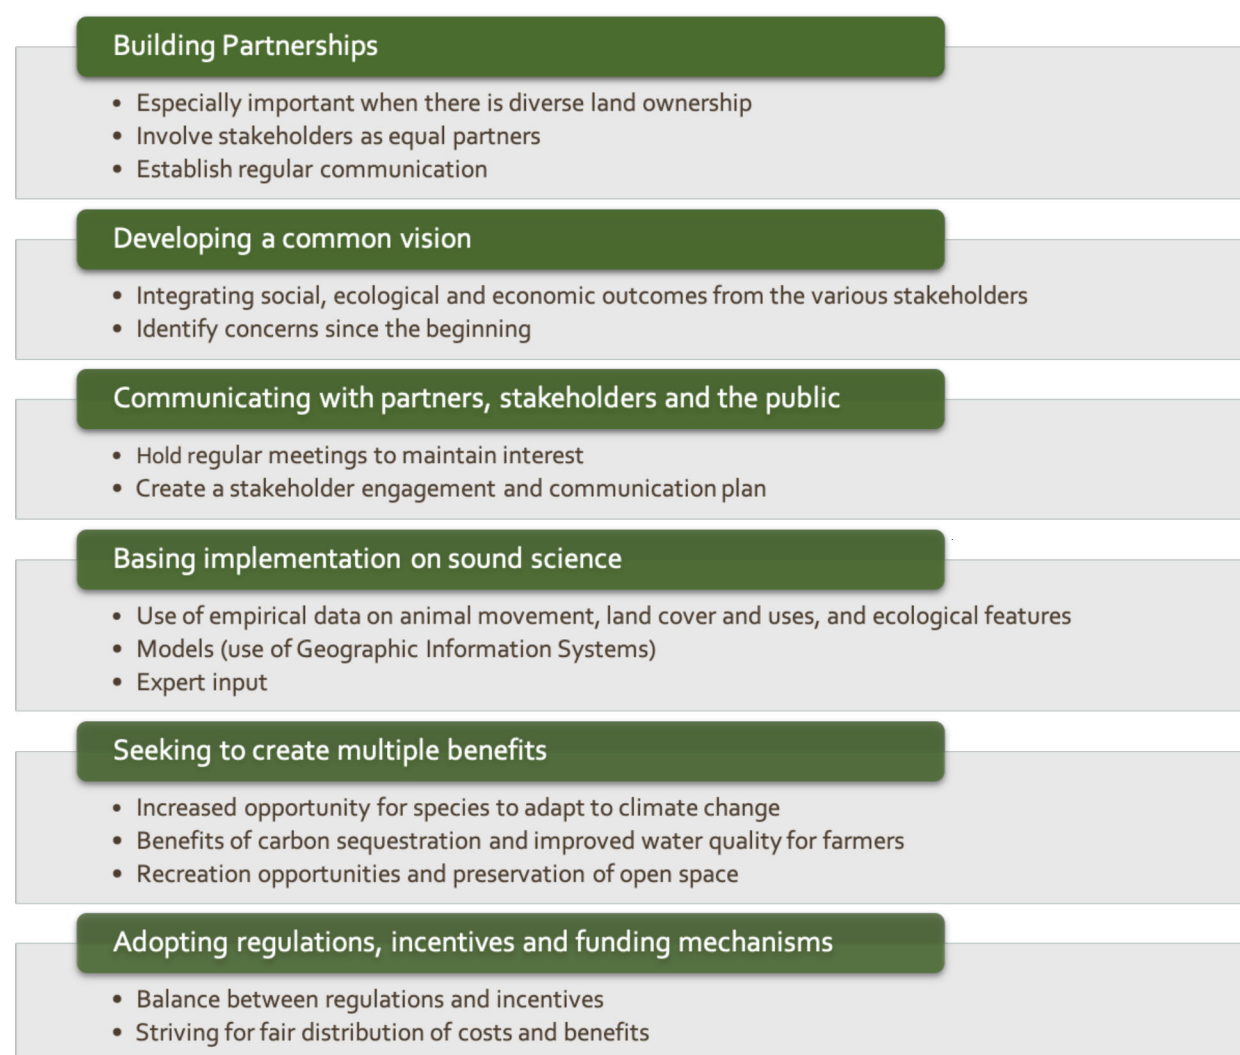 Building Partnerships
• Especially important when there is diverse land ownership
• Involve stakeholders as equal partners
• Establish regular communication
Developing a common vision
• Integrating social, ecological and economic outcomes from the various stakeholders
• Identify concerns since the beginning
Communicating with partners, stakeholders and the public
• Hold regular meetings to maintain interest
• Create a stakeholder engagement and communication plan
Basing implementation on sound science
• Use of empirical data on animal movement, land cover and uses, and ecological features
• Models (use of Geographic Information Systems)
• Expert input
Seeking to create multiple benefits
• Increased opportunity for species to adapt to climate change
• Benefits of carbon sequestration and improved water quality for farmers
• Recreation opportunities and preservation of open space
Adopting regulations, incentives and funding mechanisms
• Balance between regulations and incentives
• Striving for fair distribution of costs and benefits